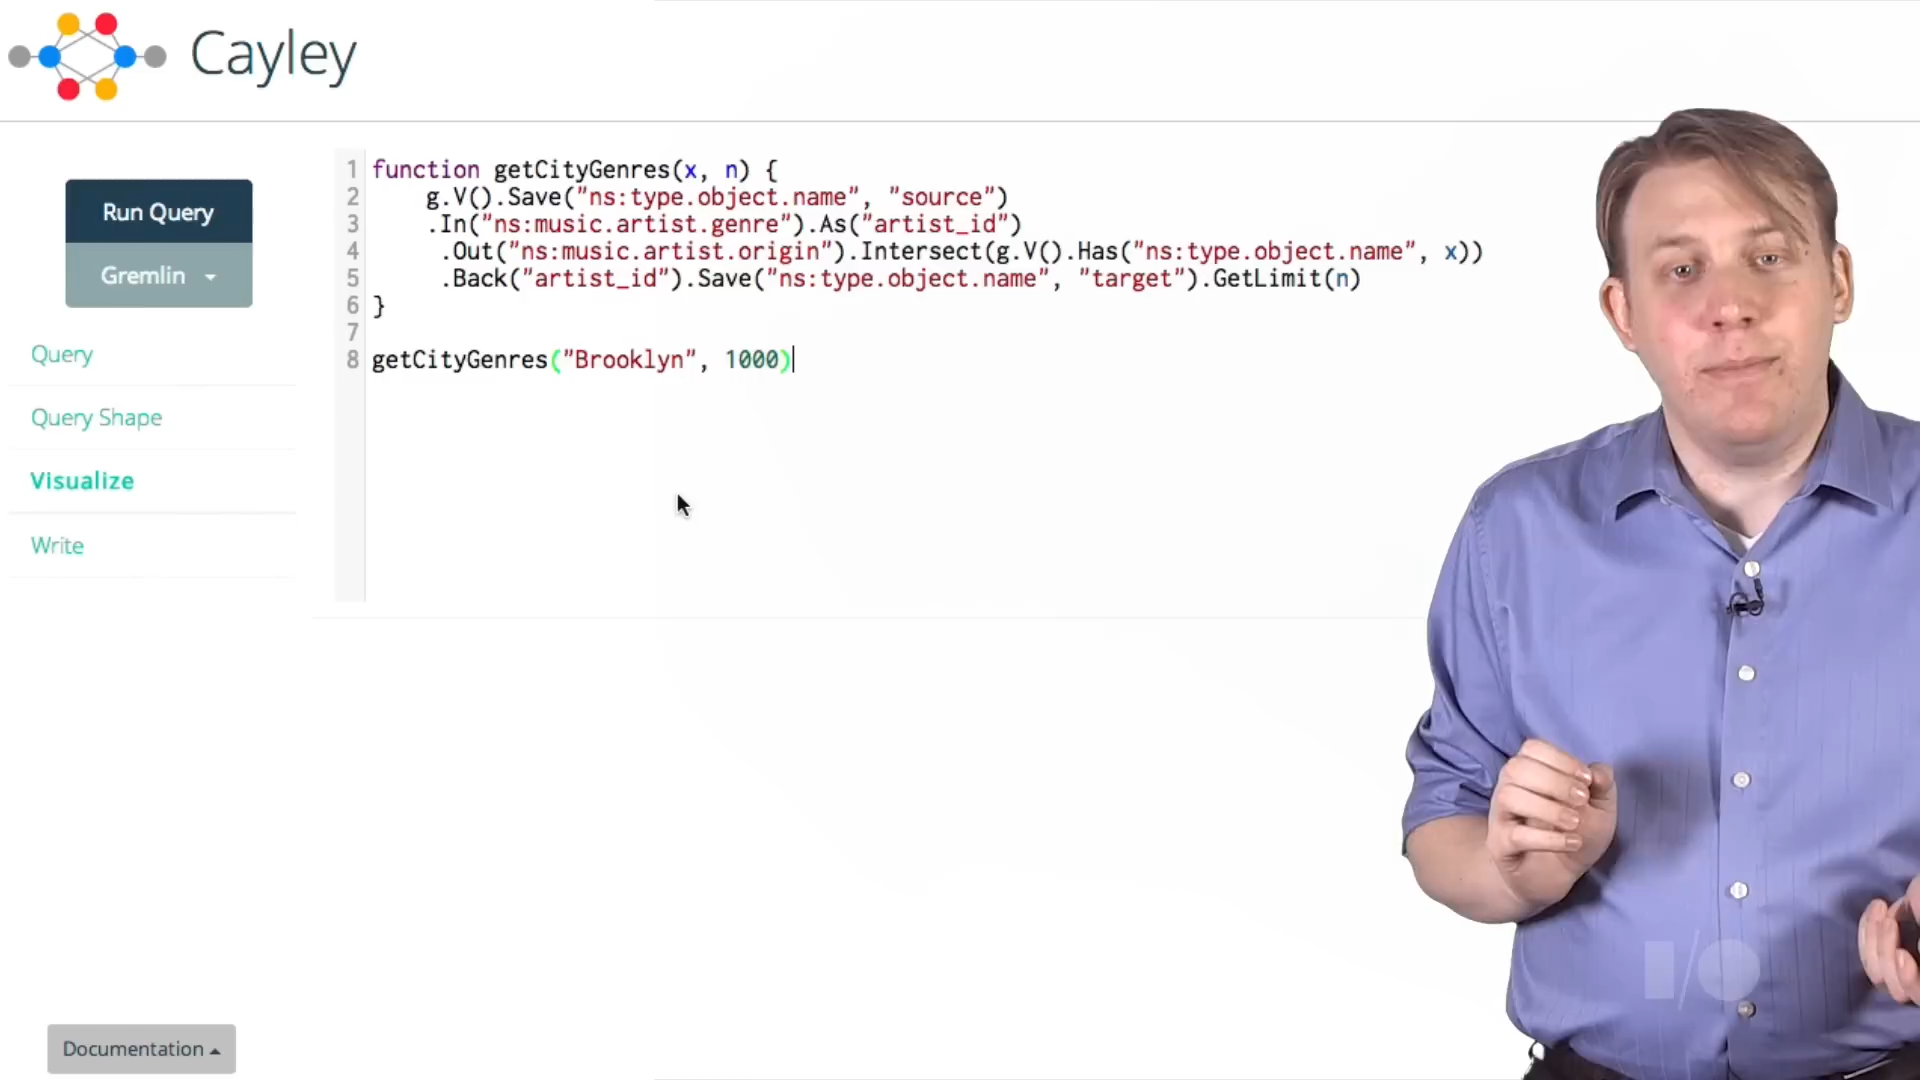 Cayley
Run Query
Gremlin
Query
Query Shape
Visualize
Write
1 function getCityGenres(x, n) {
2 g.V().Save("ns:type.object.name", "source")
3 .In("ns:music.artist.genre").As("artist_id")
4 .Out("ns:music.artist.origin").Intersect(g.V().Has("ns:type.object.name", x))
5 .Back("artist_id").Save("ns:type.object.name", "target").GetLimit(n)
6 }
7
8 getCityGenres("Brooklyn", 1000)
I/O
Documentation